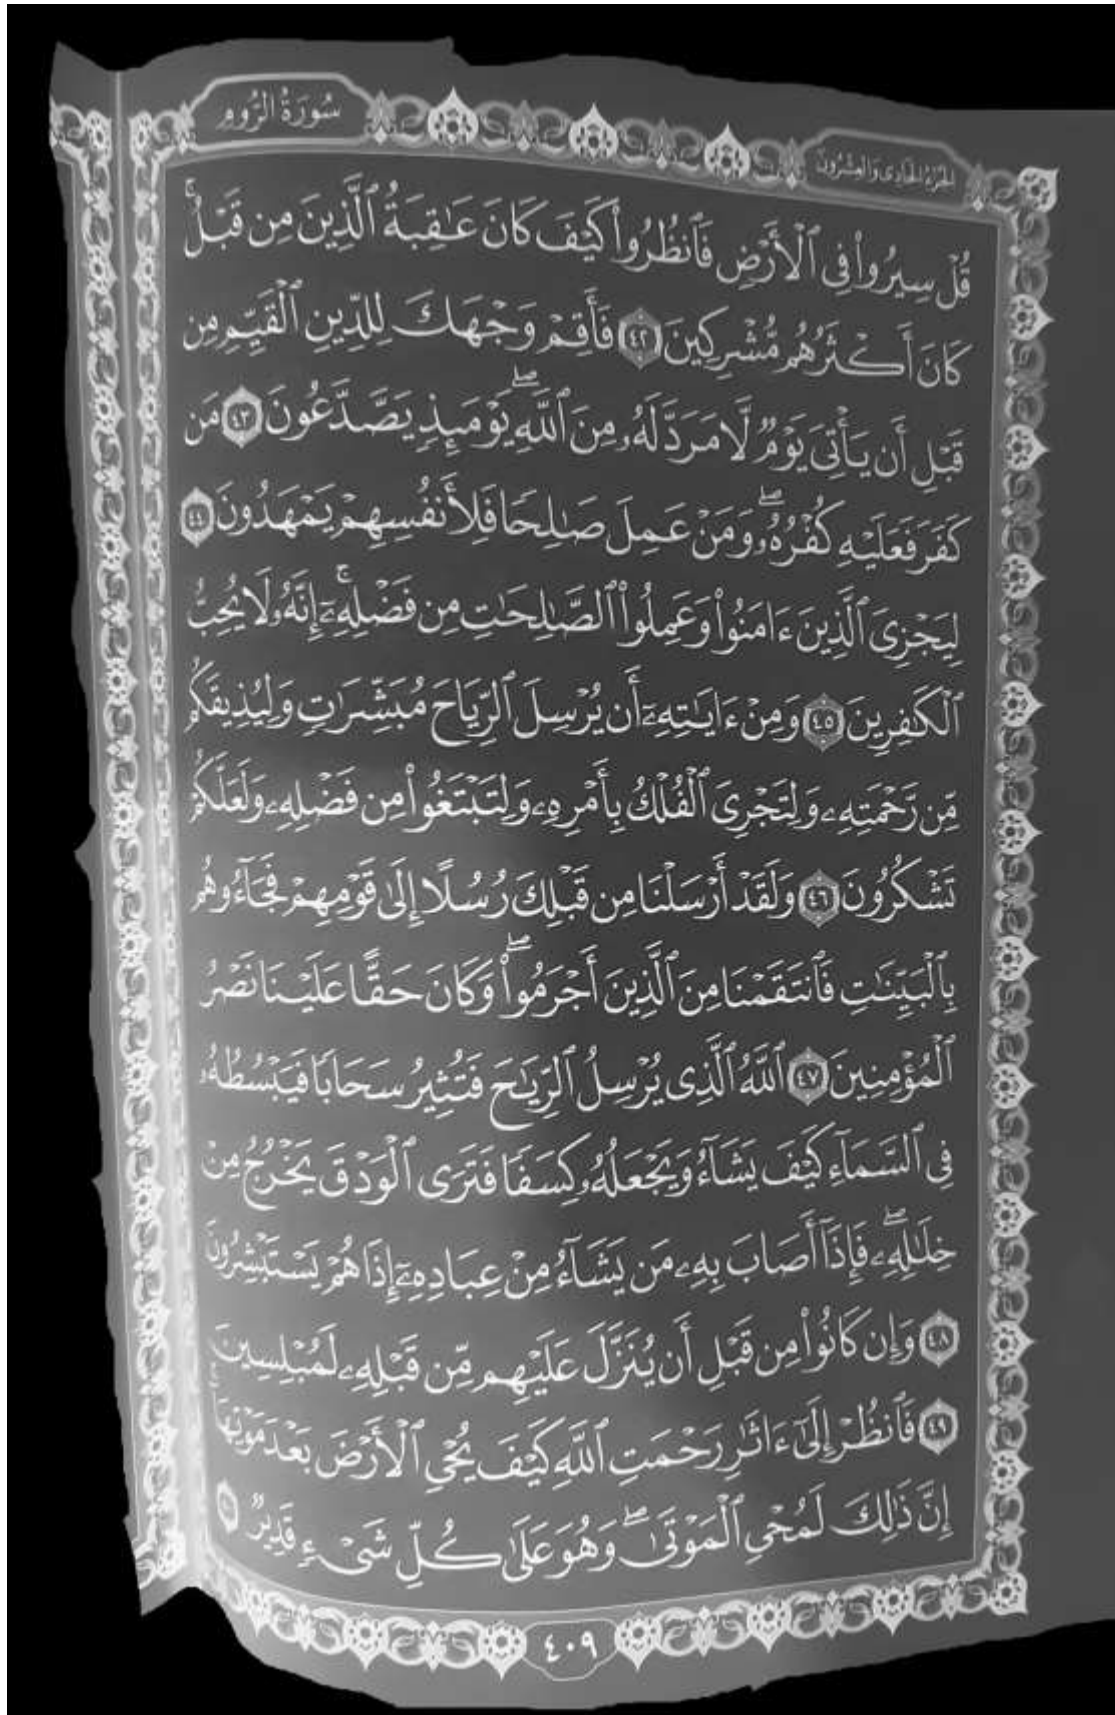 الجزء الحادي والعشرون
سُورَةُ الرُّومِ
قُلْ سِيرُوا۟ فِى ٱلْأَرْضِ فَٱنظُرُوا۟ كَيْفَ كَانَ عَـٰقِبَةُ ٱلَّذِينَ مِن قَبْلُ ۚ
كَانَ أَكْثَرُهُم مُّشْرِكِينَ ٤٢ فَأَقِمْ وَجْهَكَ لِلدِّينِ ٱلْقَيِّمِ مِن
قَبْلِ أَن يَأْتِىَ يَوْمٌ لَّا مَرَدَّ لَهُۥ مِنَ ٱللَّهِ ۖ يَوْمَئِذٍ يَصَّدَّعُونَ ٤٣ مَن
كَفَرَ فَعَلَيْهِ كُفْرُهُۥ ۖ وَمَنْ عَمِلَ صَـٰلِحًا فَلِأَنفُسِهِمْ يَمْهَدُونَ ٤٤
لِيَجْزِىَ ٱلَّذِينَ ءَامَنُوا۟ وَعَمِلُوا۟ ٱلصَّـٰلِحَـٰتِ مِن فَضْلِهِۦٓ ۚ إِنَّهُۥ لَا يُحِبُّ
ٱلْكَـٰفِرِينَ ٤٥ وَمِنْ ءَايَـٰتِهِۦٓ أَن يُرْسِلَ ٱلرِّيَاحَ مُبَشِّرَٰتٍ وَلِيُذِيقَكُم
مِّن رَّحْمَتِهِۦ وَلِتَجْرِىَ ٱلْفُلْكُ بِأَمْرِهِۦ وَلِتَبْتَغُوا۟ مِن فَضْلِهِۦ وَلَعَلَّكُمْ
تَشْكُرُونَ ٤٦ وَلَقَدْ أَرْسَلْنَا مِن قَبْلِكَ رُسُلًا إِلَىٰ قَوْمِهِمْ فَجَآءُوهُم
بِٱلْبَيِّنَـٰتِ فَٱنتَقَمْنَا مِنَ ٱلَّذِينَ أَجْرَمُوا۟ ۖ وَكَانَ حَقًّا عَلَيْنَا نَصْرُ
ٱلْمُؤْمِنِينَ ٤٧ ٱللَّهُ ٱلَّذِى يُرْسِلُ ٱلرِّيَـٰحَ فَتُثِيرُ سَحَابًا فَيَبْسُطُهُۥ
فِى ٱلسَّمَآءِ كَيْفَ يَشَآءُ وَيَجْعَلُهُۥ كِسَفًا فَتَرَى ٱلْوَدْقَ يَخْرُجُ مِنْ
خِلَـٰلِهِۦ ۖ فَإِذَآ أَصَابَ بِهِۦ مَن يَشَآءُ مِنْ عِبَادِهِۦٓ إِذَا هُمْ يَسْتَبْشِرُونَ
٤٨ وَإِن كَانُوا۟ مِن قَبْلِ أَن يُنَزَّلَ عَلَيْهِم مِّن قَبْلِهِۦ لَمُبْلِسِينَ
٤٩ فَٱنظُرْ إِلَىٰٓ ءَاثَـٰرِ رَحْمَتِ ٱللَّهِ كَيْفَ يُحْىِ ٱلْأَرْضَ بَعْدَ مَوْتِهَآ ۚ
إِنَّ ذَٰلِكَ لَمُحْىِ ٱلْمَوْتَىٰ ۖ وَهُوَ عَلَىٰ كُلِّ شَىْءٍ قَدِيرٌ ٥٠
٤٠٩